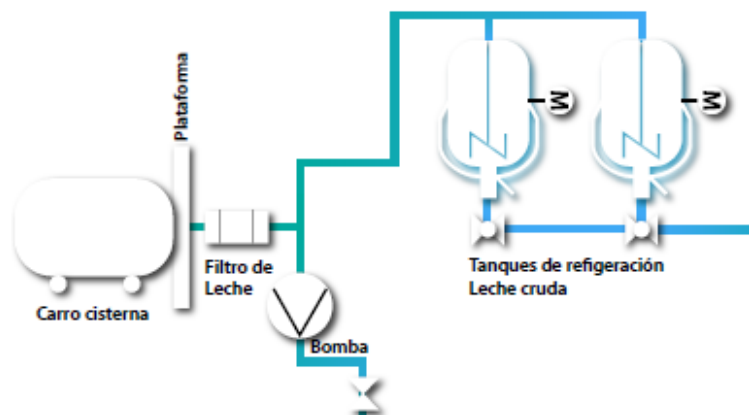 Plataforma
M
M
Filtro de
Leche
Carro cisterna
Bomba
Tanques de refigeración
Leche cruda